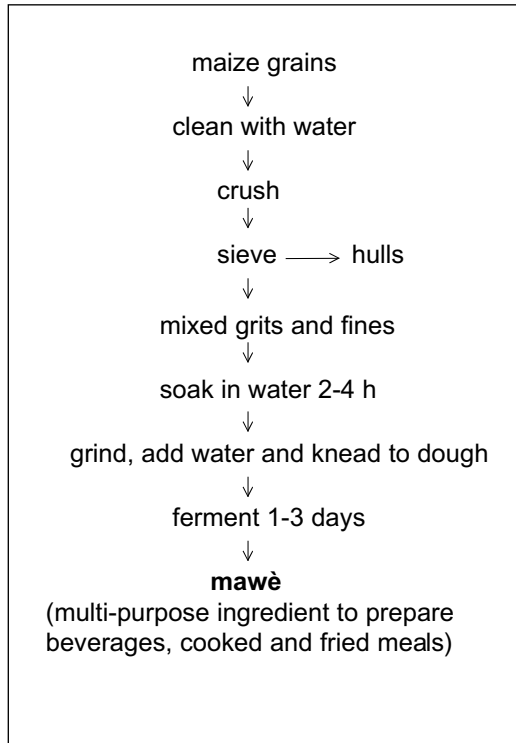 maize grains
↓
clean with water
↓
crush
↓
sieve → hulls
↓
mixed grits and fines
↓
soak in water 2-4 h
↓
grind, add water and knead to dough
↓
ferment 1-3 days
↓
mawè
(multi-purpose ingredient to prepare
beverages, cooked and fried meals)